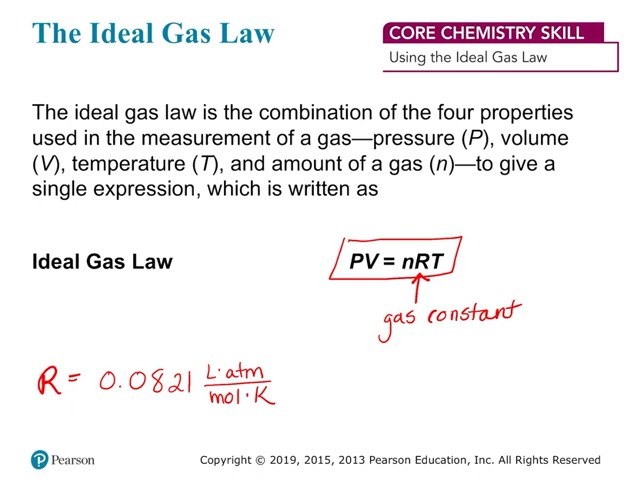 The Ideal Gas Law
CORE CHEMISTRY SKILL
Using the Ideal Gas Law
The ideal gas law is the combination of the four properties
used in the measurement of a gas—pressure (P), volume
(V), temperature (T), and amount of a gas (n)—to give a
single expression, which is written as
Ideal Gas Law
PV = nRT
gas constant
R = 0.0821 L·atm
mol·K
Pearson
Copyright © 2019, 2015, 2013 Pearson Education, Inc. All Rights Reserved